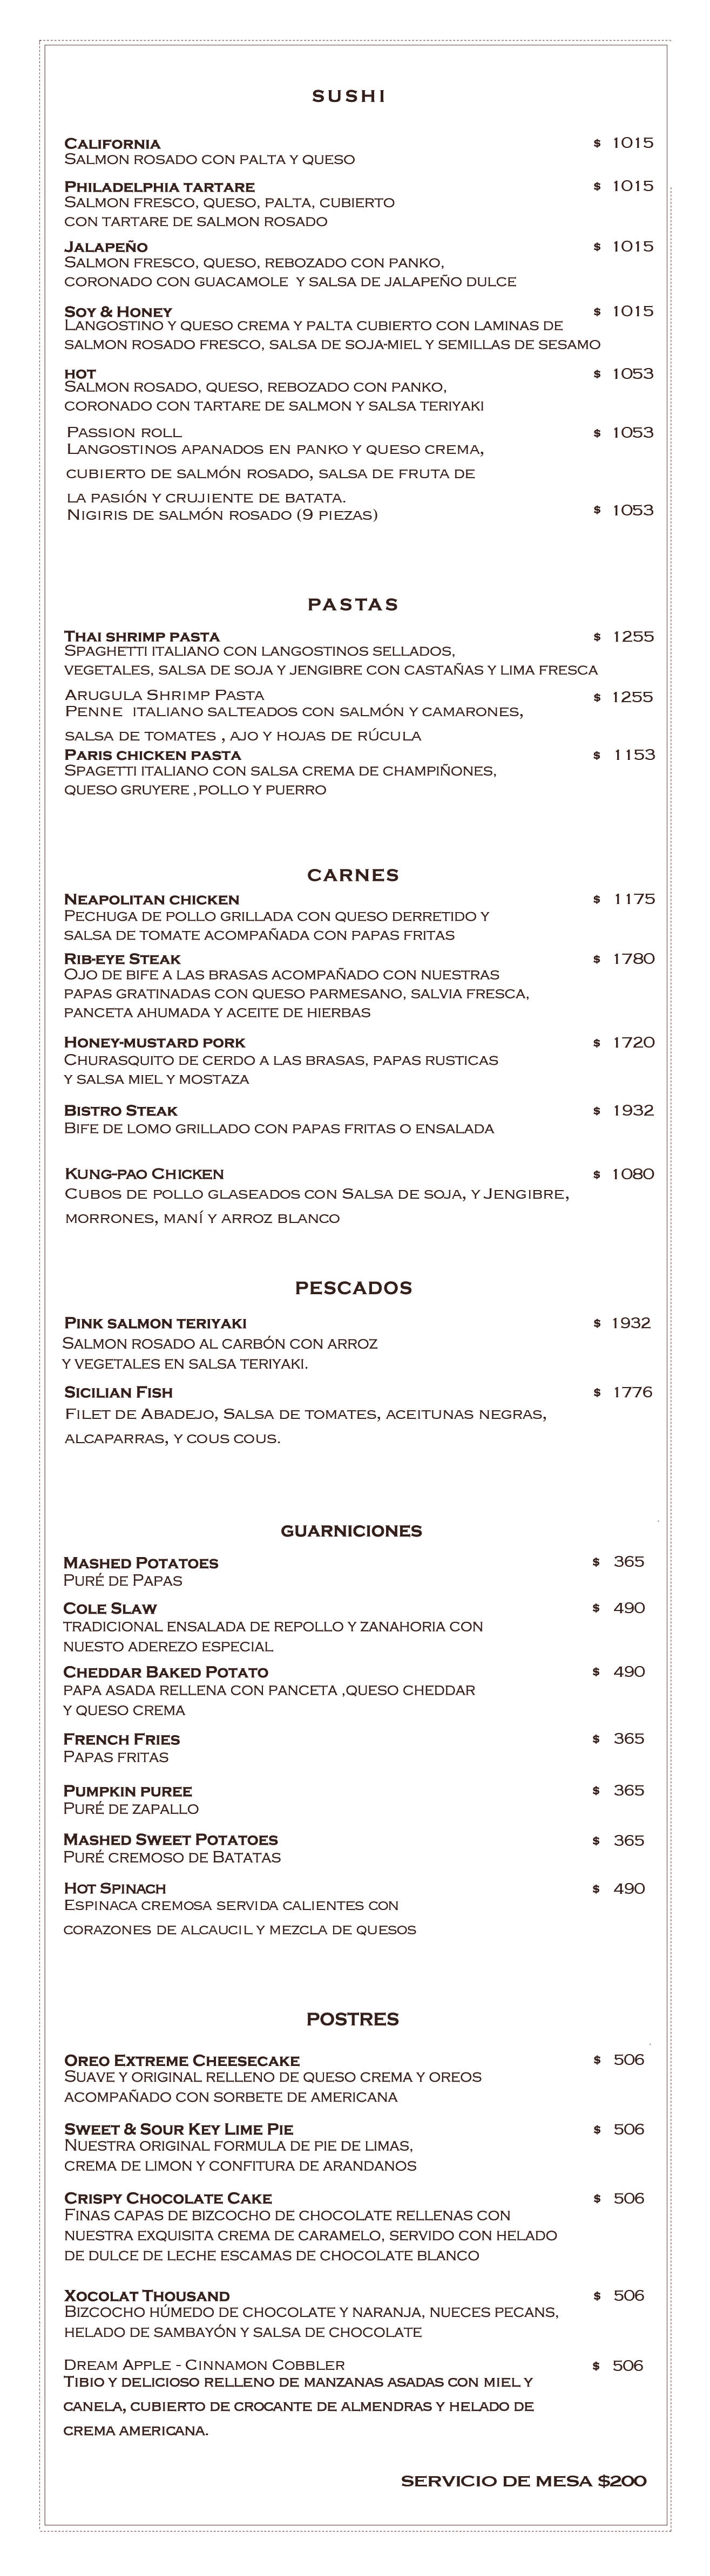 SUSHI
CALIFORNIA $ 1015
SALMON ROSADO CON PALTA Y QUESO
PHILADELPHIA TARTARE $ 1015
SALMON FRESCO, QUESO, PALTA, CUBIERTO
CON TARTARE DE SALMON ROSADO
JALAPEÑO $ 1015
SALMON FRESCO, QUESO, REBOZADO CON PANKO,
CORONADO CON GUACAMOLE Y SALSA DE JALAPEÑO DULCE
SOY & HONEY $ 1015
LANGOSTINO Y QUESO CREMA Y PALTA CUBIERTO CON LAMINAS DE
SALMON ROSADO FRESCO, SALSA DE SOJA-MIEL Y SEMILLAS DE SESAMO
HOT $ 1053
SALMON ROSADO, QUESO, REBOZADO CON PANKO,
CORONADO CON TARTARE DE SALMON Y SALSA TERIYAKI
PASSION ROLL $ 1053
LANGOSTINOS APANADOS EN PANKO Y QUESO CREMA,
CUBIERTO DE SALMÓN ROSADO, SALSA DE FRUTA DE
LA PASIÓN Y CRUJIENTE DE BATATA.
NIGIRIS DE SALMÓN ROSADO (9 PIEZAS) $ 1053
PASTAS
THAI SHRIMP PASTA $ 1255
SPAGHETTI ITALIANO CON LANGOSTINOS SELLADOS,
VEGETALES, SALSA DE SOJA Y JENGIBRE CON CASTAÑAS Y LIMA FRESCA
ARUGULA SHRIMP PASTA $ 1255
PENNE ITALIANO SALTEADOS CON SALMÓN Y CAMARONES,
SALSA DE TOMATES , AJO Y HOJAS DE RÚCULA
PARIS CHICKEN PASTA $ 1153
SPAGETTI ITALIANO CON SALSA CREMA DE CHAMPIÑONES,
QUESO GRUYERE , POLLO Y PUERRO
CARNES
NEAPOLITAN CHICKEN $ 1175
PECHUGA DE POLLO GRILLADA CON QUESO DERRETIDO Y
SALSA DE TOMATE ACOMPAÑADA CON PAPAS FRITAS
RIB-EYE STEAK $ 1780
OJO DE BIFE A LAS BRASAS ACOMPAÑADO CON NUESTRAS
PAPAS GRATINADAS CON QUESO PARMESANO, SALVIA FRESCA,
PANCETA AHUMADA Y ACEITE DE HIERBAS
HONEY-MUSTARD PORK $ 1720
CHURASQUITO DE CERDO A LAS BRASAS, PAPAS RUSTICAS
Y SALSA MIEL Y MOSTAZA
BISTRO STEAK $ 1932
BIFE DE LOMO GRILLADO CON PAPAS FRITAS O ENSALADA
KUNG-PAO CHICKEN $ 1080
CUBOS DE POLLO GLASEADOS CON SALSA DE SOJA, Y JENGIBRE,
MORRONES, MANÍ Y ARROZ BLANCO
PESCADOS
PINK SALMON TERIYAKI $ 1932
SALMON ROSADO AL CARBÓN CON ARROZ
Y VEGETALES EN SALSA TERIYAKI.
SICILIAN FISH $ 1776
FILET DE ABADEJO, SALSA DE TOMATES, ACEITUNAS NEGRAS,
ALCAPARRAS, Y COUS COUS.
GUARNICIONES
MASHED POTATOES $ 365
PURÉ DE PAPAS
COLE SLAW $ 490
TRADICIONAL ENSALADA DE REPOLLO Y ZANAHORIA CON
NUESTO ADEREZO ESPECIAL
CHEDDAR BAKED POTATO $ 490
PAPA ASADA RELLENA CON PANCETA ,QUESO CHEDDAR
Y QUESO CREMA
FRENCH FRIES $ 365
PAPAS FRITAS
PUMPKIN PUREE $ 365
PURÉ DE ZAPALLO
MASHED SWEET POTATOES $ 365
PURÉ CREMOSO DE BATATAS
HOT SPINACH $ 490
ESPINACA CREMOSA SERVIDA CALIENTES CON
CORAZONES DE ALCAUCIL Y MEZCLA DE QUESOS
POSTRES
OREO EXTREME CHEESECAKE $ 506
SUAVE Y ORIGINAL RELLENO DE QUESO CREMA Y OREOS
ACOMPAÑADO CON SORBETE DE AMERICANA
SWEET & SOUR KEY LIME PIE $ 506
NUESTRA ORIGINAL FORMULA DE PIE DE LIMAS,
CREMA DE LIMON Y CONFITURA DE ARANDANOS
CRISPY CHOCOLATE CAKE $ 506
FINAS CAPAS DE BIZCOCHO DE CHOCOLATE RELLENAS CON
NUESTRA EXQUISITA CREMA DE CARAMELO, SERVIDO CON HELADO
DE DULCE DE LECHE ESCAMAS DE CHOCOLATE BLANCO
XOCOLAT THOUSAND $ 506
BIZCOCHO HÚMEDO DE CHOCOLATE Y NARANJA, NUECES PECANS,
HELADO DE SAMBAYÓN Y SALSA DE CHOCOLATE
DREAM APPLE - CINNAMON COBBLER $ 506
TIBIO Y DELICIOSO RELLENO DE MANZANAS ASADAS CON MIEL Y
CANELA, CUBIERTO DE CROCANTE DE ALMENDRAS Y HELADO DE
CREMA AMERICANA.
SERVICIO DE MESA $200